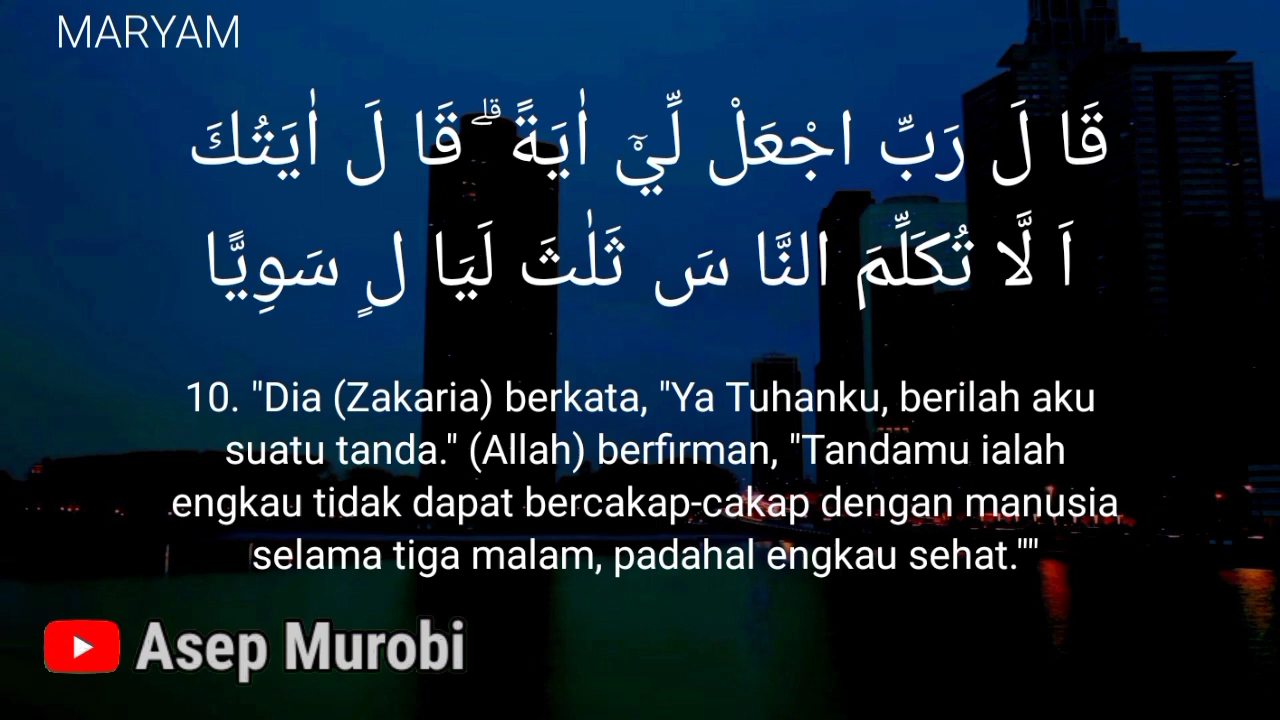 MARYAM
قَا لَ رَبِّ اجْعَلْ لِّيْۤ اٰيَةً ۗ قَا لَ اٰيَتُكَ
اَ لَّا تُكَلِّمَ النَّا سَ ثَلٰثَ لَيَا لٍ سَوِيًّا
10. "Dia (Zakaria) berkata, "Ya Tuhanku, berilah aku
suatu tanda." (Allah) berfirman, "Tandamu ialah
engkau tidak dapat bercakap-cakap dengan manusia
selama tiga malam, padahal engkau sehat.""
Asep Murobi